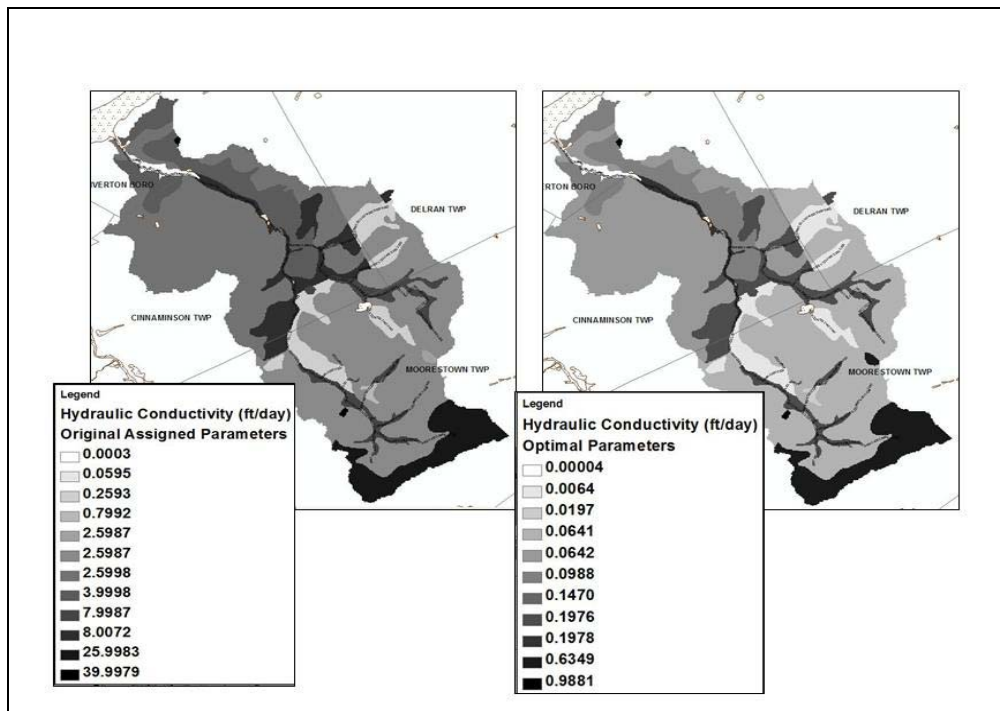 IVERTON BORO
DELRAN TWP
CINNAMINSON TWP
MOORESTOWN TWP
Legend
Hydraulic Conductivity (ft/day)
Original Assigned Parameters
0.0003
0.0595
0.2593
0.7992
2.5987
2.5987
2.5998
3.9998
7.9987
8.0072
25.9983
39.9979
ERTON BORO
DELRAN TWP
CINNAMINSON TWP
MOORESTOWN TWP
Legend
Hydraulic Conductivity (ft/day)
Optimal Parameters
0.00004
0.0064
0.0197
0.0641
0.0642
0.0988
0.1470
0.1976
0.1978
0.6349
0.9881